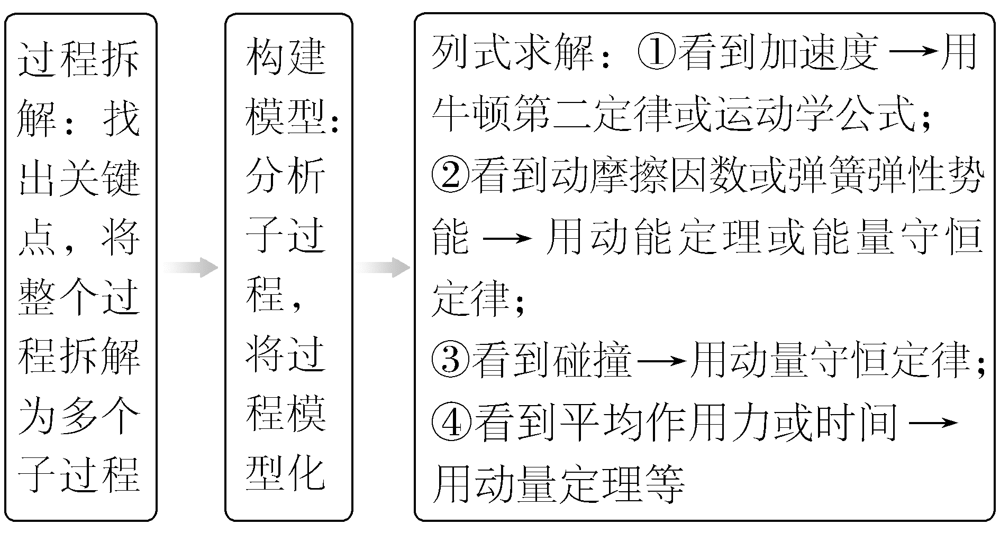 过程拆
解：找
出关键
点，将
整个过
程拆解
为多个
子过程
构建
模型：
分析
子过
程，
将过
程模
型化
列式求解：①看到加速度→用
牛顿第二定律或运动学公式；
②看到动摩擦因数或弹簧弹性势
能→用动能定理或能量守恒
定律；
③看到碰撞→用动量守恒定律；
④看到平均作用力或时间→
用动量定理等